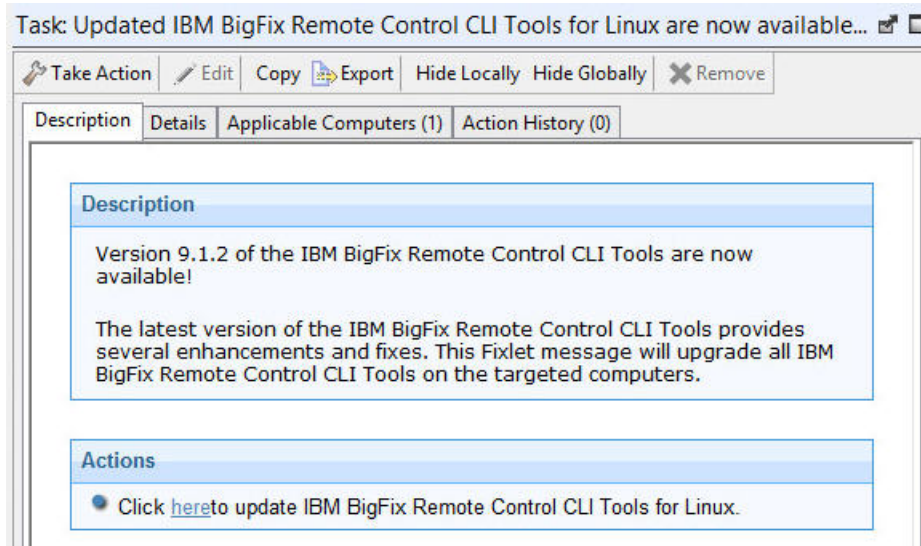 Task: Updated IBM BigFix Remote Control CLI Tools for Linux are now available...
Take Action Edit Copy Export Hide Locally Hide Globally Remove
Description Details Applicable Computers (1) Action History (0)
Description
Version 9.1.2 of the IBM BigFix Remote Control CLI Tools are now
available!
The latest version of the IBM BigFix Remote Control CLI Tools provides
several enhancements and fixes. This Fixlet message will upgrade all IBM
BigFix Remote Control CLI Tools on the targeted computers.
Actions
Click hereto update IBM BigFix Remote Control CLI Tools for Linux.